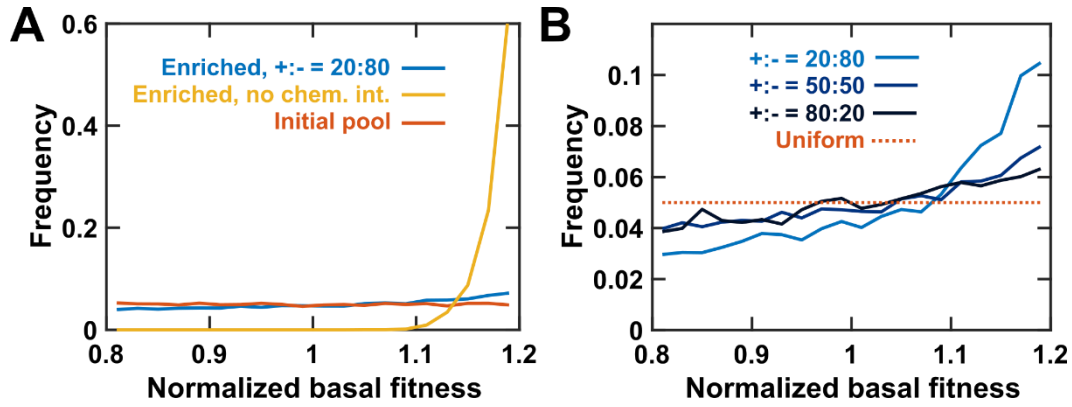 A
0.6
0.4
0.2
0
Frequency
Enriched, +:- = 20:80
Enriched, no chem. int.
Initial pool
0.8 0.9 1 1.1 1.2
Normalized basal fitness
B
0.1
0.08
0.06
0.04
0.02
0
Frequency
+:- = 20:80
+:- = 50:50
+:- = 80:20
Uniform
0.8 0.9 1 1.1 1.2
Normalized basal fitness